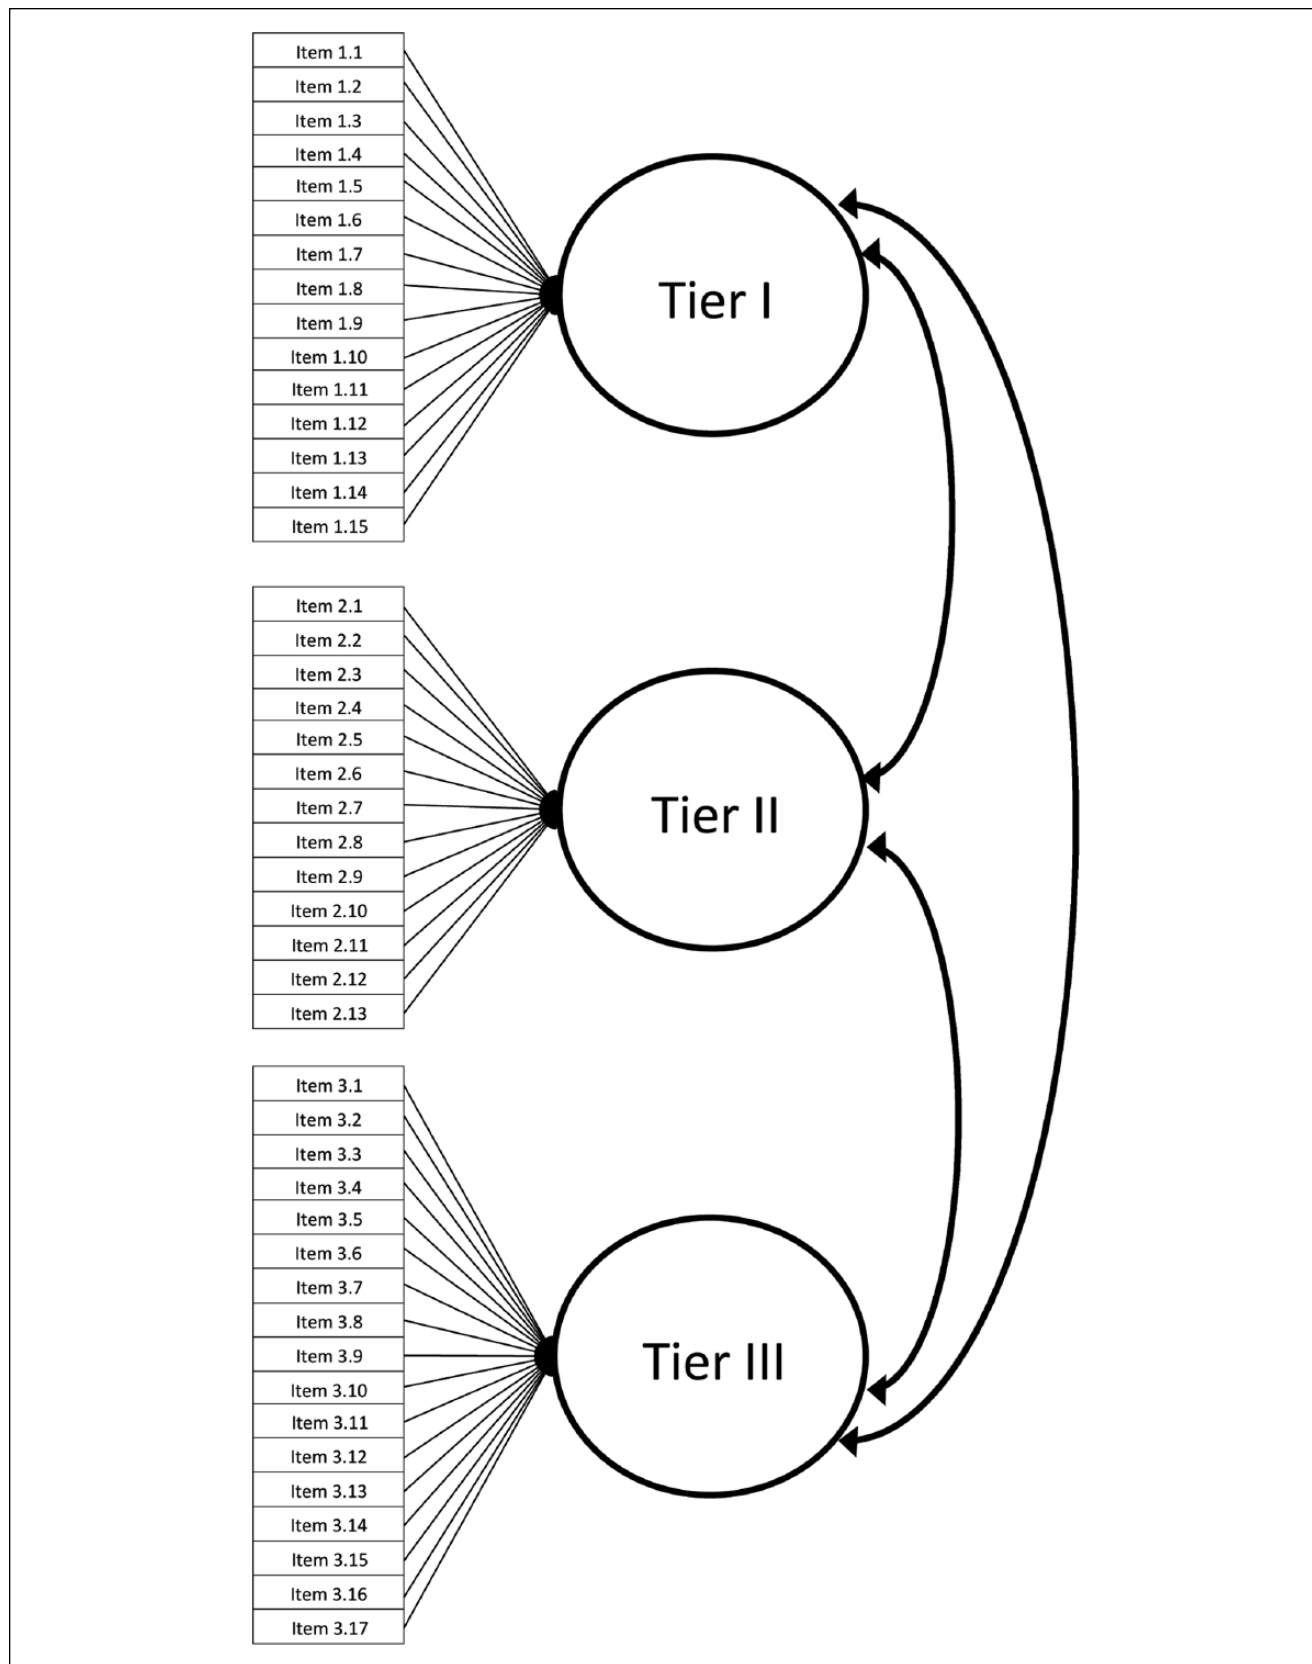 Item 1.1
Item 1.2
Item 1.3
Item 1.4
Item 1.5
Item 1.6
Item 1.7
Item 1.8
Item 1.9
Item 1.10
Item 1.11
Item 1.12
Item 1.13
Item 1.14
Item 1.15
Tier I
Item 2.1
Item 2.2
Item 2.3
Item 2.4
Item 2.5
Item 2.6
Item 2.7
Item 2.8
Item 2.9
Item 2.10
Item 2.11
Item 2.12
Item 2.13
Tier II
Item 3.1
Item 3.2
Item 3.3
Item 3.4
Item 3.5
Item 3.6
Item 3.7
Item 3.8
Item 3.9
Item 3.10
Item 3.11
Item 3.12
Item 3.13
Item 3.14
Item 3.15
Item 3.16
Item 3.17
Tier III